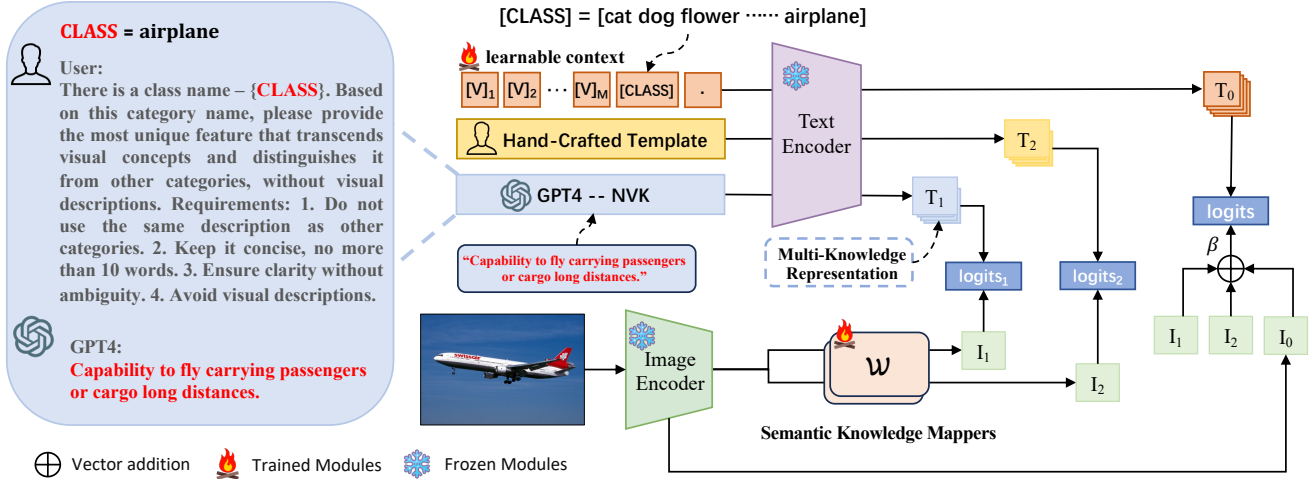 CLASS = airplane
User:
There is a class name – {CLASS}. Based
on this category name, please provide
the most unique feature that transcends
visual concepts and distinguishes it
from other categories, without visual
descriptions. Requirements: 1. Do not
use the same description as other
categories. 2. Keep it concise, no more
than 10 words. 3. Ensure clarity without
ambiguity. 4. Avoid visual descriptions.
GPT4:
Capability to fly carrying passengers
or cargo long distances.
[CLASS] = [cat dog flower ⋯⋯ airplane]
learnable context
[V]₁ [V]₂ ⋯ [V]M [CLASS] .
Hand-Crafted Template
GPT4 -- NVK
“Capability to fly carrying passengers
or cargo long distances.”
Text
Encoder
T₀
T₂
T₁
Multi-Knowledge
Representation
logits₁
logits₂
logits
β
I₁ I₂ I₀
Image
Encoder
w
I₁
I₂
Semantic Knowledge Mappers
Vector addition
Trained Modules
Frozen Modules